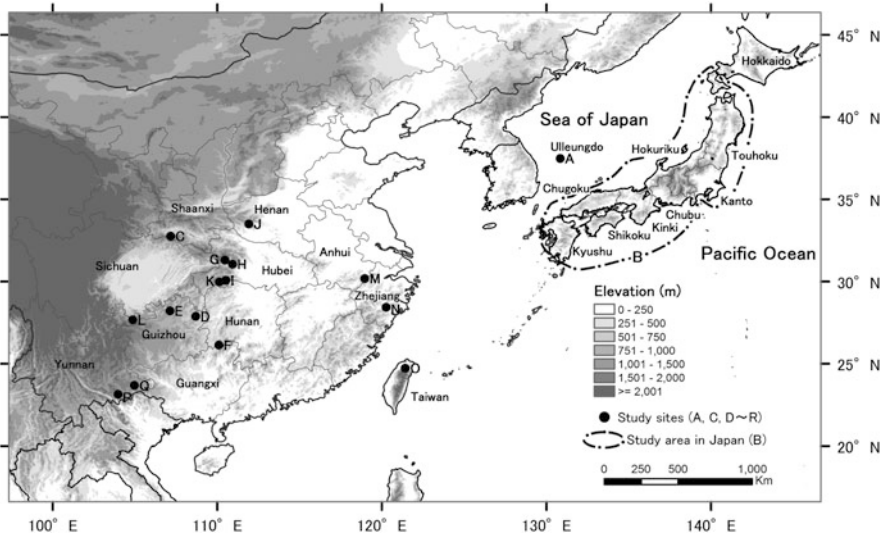 45° N
Hokkaido
40° N
Sea of Japan
Ulleungdo
A
Hokuriku
Touhoku
Chugoku
35° N
Shaanxi
Henan
J
C
Kanto
Chubu
Kinki
Shikoku
Kyushu
B
Pacific Ocean
Anhui
G
H
Sichuan
Hubei
K
I
M
30° N
Zhejiang
N
Elevation (m)
0 - 250
251 - 500
501 - 750
751 - 1,000
1,001 - 1,500
1,501 - 2,000
>= 2,001
E
D
L
Hunan
Guizhou
F
Yunnan
25° N
O
Q
Guangxi
Taiwan
P
Study sites (A, C, D～R)
Study area in Japan (B)
20° N
0 250 500 1,000
Km
100° E 110° E 120° E 130° E 140° E